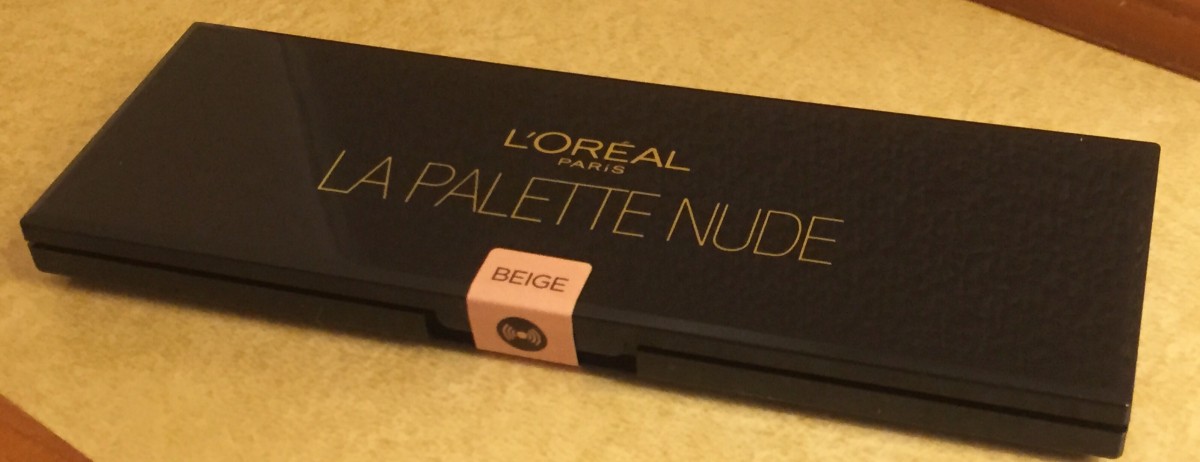 L'ORÉAL
PARIS
LA PALETTE NUDE
BEIGE